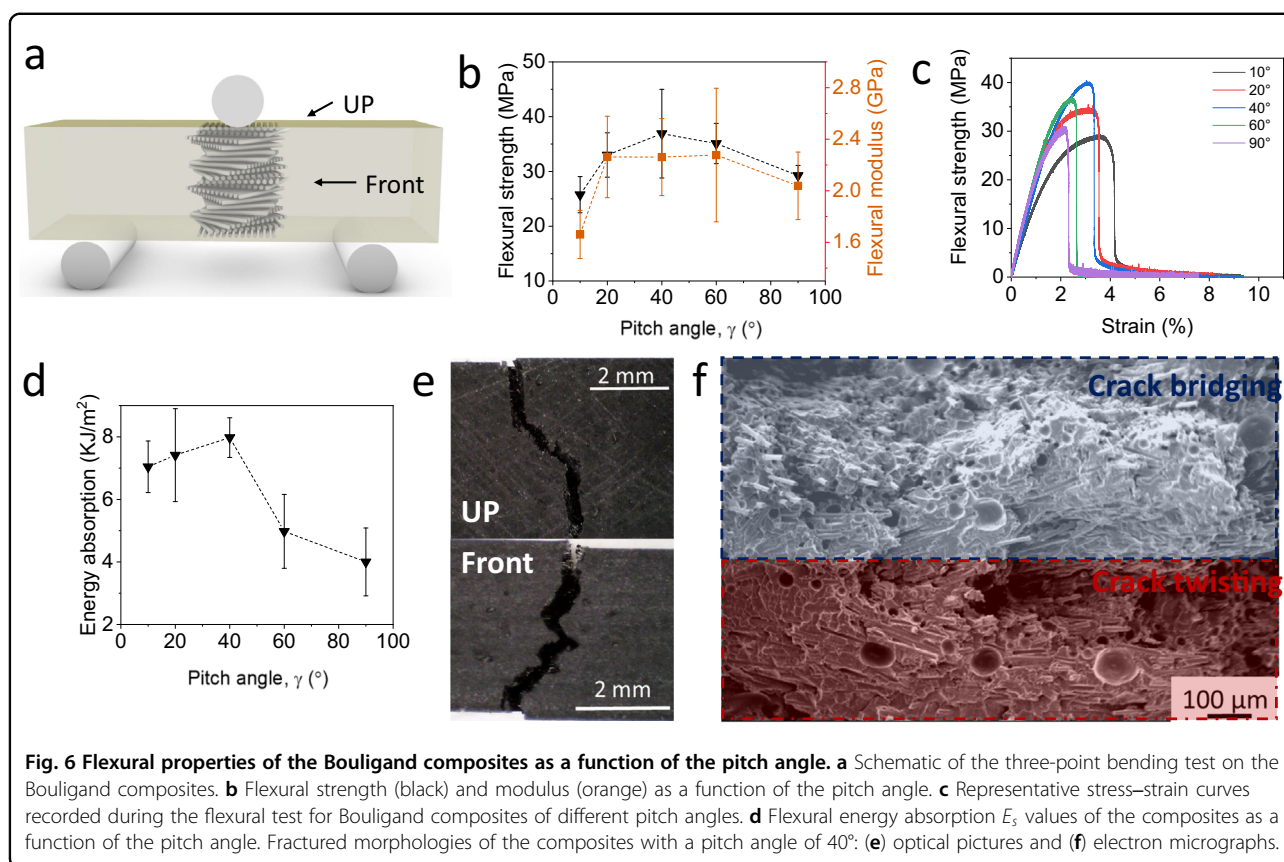 a
UP
Front
b
Flexural strength (MPa)
50
40
30
20
10
0 20 40 60 80 100
Pitch angle, γ (°)
2.8
2.4
2.0
1.6
Flexural modulus (GPa)
c
Flexural strength (MPa)
40
30
20
10
0
0 2 4 6 8 10
Strain (%)
10°
20°
40°
60°
90°
d
Energy absorption (KJ/m²)
8
6
4
2
0 20 40 60 80 100
Pitch angle, γ (°)
e
2 mm
UP
Front
2 mm
f
Crack bridging
Crack twisting
100 µm
Fig. 6 Flexural properties of the Bouligand composites as a function of the pitch angle. a Schematic of the three-point bending test on the
Bouligand composites. b Flexural strength (black) and modulus (orange) as a function of the pitch angle. c Representative stress–strain curves
recorded during the flexural test for Bouligand composites of different pitch angles. d Flexural energy absorption Es values of the composites as a
function of the pitch angle. Fractured morphologies of the composites with a pitch angle of 40°: (e) optical pictures and (f) electron micrographs.